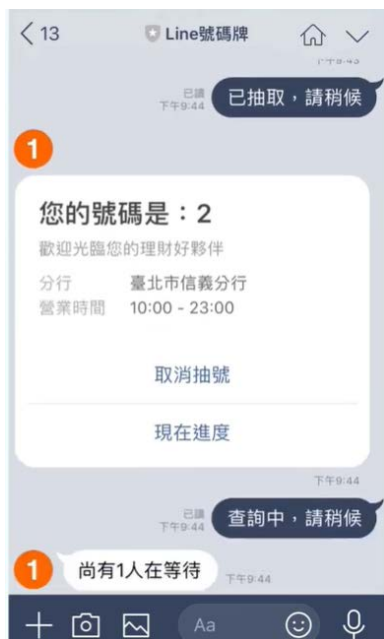 13
Line號碼牌
已讀
下午9:44
已抽取，請稍候
1
您的號碼是：2
歡迎光臨您的理財好夥伴
分行 臺北市信義分行
營業時間 10:00 - 23:00
取消抽號
現在進度
下午9:44
已讀
下午9:44
查詢中，請稍候
1
尚有1人在等待
下午9:44
Aa